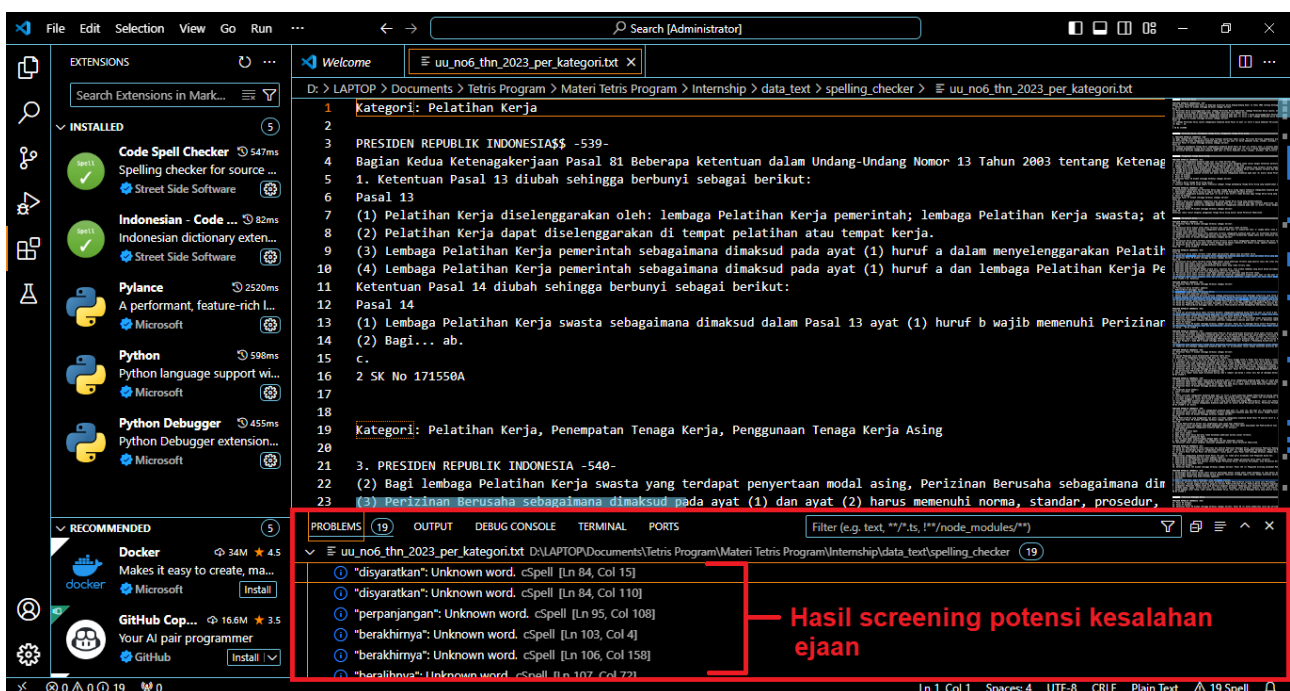 File Edit Selection View Go Run ··· ← → Search [Administrator]
EXTENSIONS
Search Extensions in Mark...
INSTALLED 5
Code Spell Checker 547ms
Spelling checker for source ...
Street Side Software
Indonesian - Code ... 82ms
Indonesian dictionary exten...
Street Side Software
Pylance 2520ms
A performant, feature-rich l...
Microsoft
Python 598ms
Python language support wi...
Microsoft
Python Debugger 455ms
Python Debugger extension...
Microsoft
RECOMMENDED 5
Docker 34M ★ 4.5
Makes it easy to create, ma...
Microsoft Install
GitHub Cop... 16.6M ★ 3.5
Your AI pair programmer
GitHub Install
Welcome uu_no6_thn_2023_per_kategori.txt
D: > LAPTOP > Documents > Tetris Program > Materi Tetris Program > Internship > data_text > spelling_checker > uu_no6_thn_2023_per_kategori.txt
1 Kategori: Pelatihan Kerja
2
3 PRESIDEN REPUBLIK INDONESIA$$ -539-
4 Bagian Kedua Ketenagakerjaan Pasal 81 Beberapa ketentuan dalam Undang-Undang Nomor 13 Tahun 2003 tentang Ketenag
5 1. Ketentuan Pasal 13 diubah sehingga berbunyi sebagai berikut:
6 Pasal 13
7 (1) Pelatihan Kerja diselenggarakan oleh: lembaga Pelatihan Kerja pemerintah; lembaga Pelatihan Kerja swasta; at
8 (2) Pelatihan Kerja dapat diselenggarakan di tempat pelatihan atau tempat kerja.
9 (3) Lembaga Pelatihan Kerja pemerintah sebagaimana dimaksud pada ayat (1) huruf a dalam menyelenggarakan Pelatih
10 (4) Lembaga Pelatihan Kerja pemerintah sebagaimana dimaksud pada ayat (1) huruf a dan lembaga Pelatihan Kerja Pe
11 Ketentuan Pasal 14 diubah sehingga berbunyi sebagai berikut:
12 Pasal 14
13 (1) Lembaga Pelatihan Kerja swasta sebagaimana dimaksud dalam Pasal 13 ayat (1) huruf b wajib memenuhi Perizinan
14 (2) Bagi... ab.
15 c.
16 2 SK No 171550A
17
18
19 Kategori: Pelatihan Kerja, Penempatan Tenaga Kerja, Penggunaan Tenaga Kerja Asing
20
21 3. PRESIDEN REPUBLIK INDONESIA -540-
22 (2) Bagi lembaga Pelatihan Kerja swasta yang terdapat penyertaan modal asing, Perizinan Berusaha sebagaimana dim
23 (3) Perizinan Berusaha sebagaimana dimaksud pada ayat (1) dan ayat (2) harus memenuhi norma, standar, prosedur,
PROBLEMS 19 OUTPUT DEBUG CONSOLE TERMINAL PORTS Filter (e.g. text, **/*.ts, !**/node_modules/**)
uu_no6_thn_2023_per_kategori.txt D:\LAPTOP\Documents\Tetris Program\Materi Tetris Program\Internship\data_text\spelling_checker 19
"disyaratkan": Unknown word. cSpell [Ln 84, Col 15]
"disyaratkan": Unknown word. cSpell [Ln 84, Col 110]
"perpanjangan": Unknown word. cSpell [Ln 95, Col 108]
"berakhirnya": Unknown word. cSpell [Ln 103, Col 4]
"berakhirnya": Unknown word. cSpell [Ln 106, Col 158]
"beralihnya": Unknown word. cSpell [Ln 107, Col 72]
Hasil screening potensi kesalahan
ejaan
0 0 19 0 Ln 1, Col 1 Spaces: 4 UTF-8 CRLF Plain Text 19 Spell